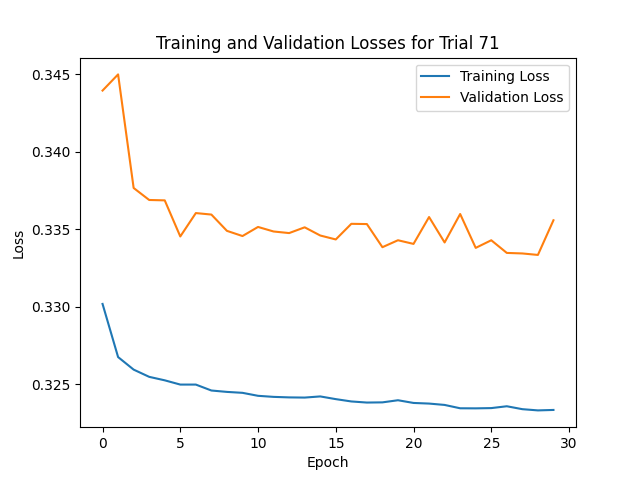 Training and Validation Losses for Trial 71
Training Loss
Validation Loss
Loss
0.345
0.340
0.335
0.330
0.325
0
5
10
15
20
25
30
Epoch